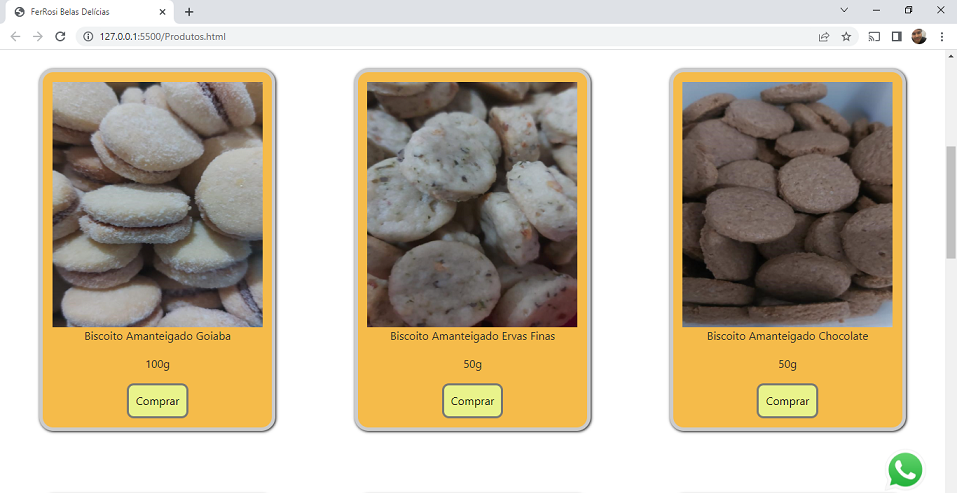 FerRosi Belas Delícias
127.0.0.1:5500/Produtos.html
Biscoito Amanteigado Goiaba
100g
Comprar
Biscoito Amanteigado Ervas Finas
50g
Comprar
Biscoito Amanteigado Chocolate
50g
Comprar